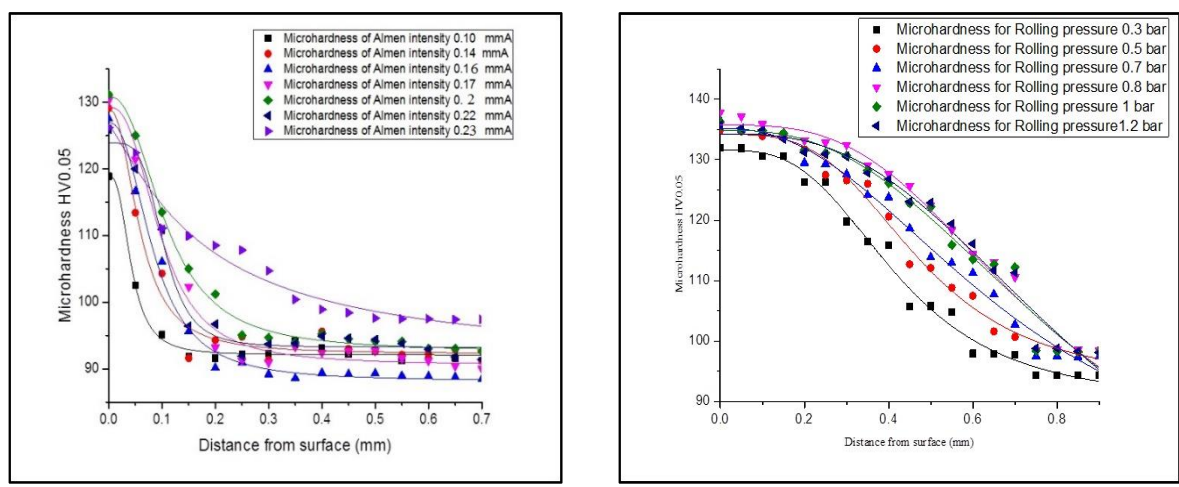 Microhardness of Almen intensity 0.10 mmA
Microhardness of Almen intensity 0.14 mmA
Microhardness of Almen intensity 0.16 mmA
Microhardness of Almen intensity 0.17 mmA
Microhardness of Almen intensity 0.2 mmA
Microhardness of Almen intensity 0.22 mmA
Microhardness of Almen intensity 0.23 mmA
Microhardness HV0.05
130
120
110
100
90
0.0 0.1 0.2 0.3 0.4 0.5 0.6 0.7
Distance from surface (mm)
Microhardness for Rolling pressure 0.3 bar
Microhardness for Rolling pressure 0.5 bar
Microhardness for Rolling pressure 0.7 bar
Microhardness for Rolling pressure 0.8 bar
Microhardness for Rolling pressure 1 bar
Microhardness for Rolling pressure1.2 bar
Microhardness HV0.05
140
130
120
110
100
90
0.0 0.2 0.4 0.6 0.8
Distance from surface (mm)